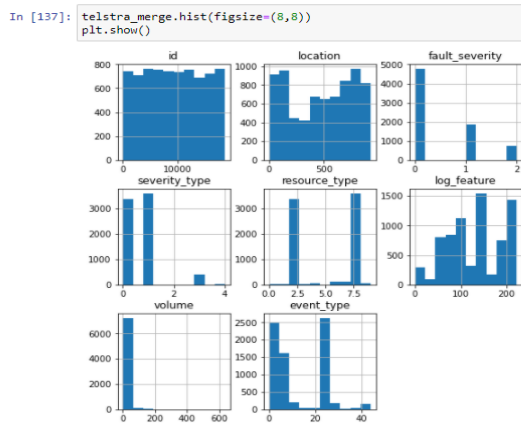 In [137]: telstra_merge.hist(figsize=(8,8))
plt.show()
id location fault_severity
800 1000 5000
600 800 4000
400 600 3000
200 400 2000
0 200 1000
0 0
10000 500 0 1 2
severity_type resource_type log_feature
3000 3000 1500
2000 2000 1000
1000 1000 500
0 0 0
0 2 4 0.0 2.5 5.0 7.5 0 100 200
volume event_type
6000 2500
4000 2000
2000 1500
0 1000
500
0
0 200 400 600 0 20 40